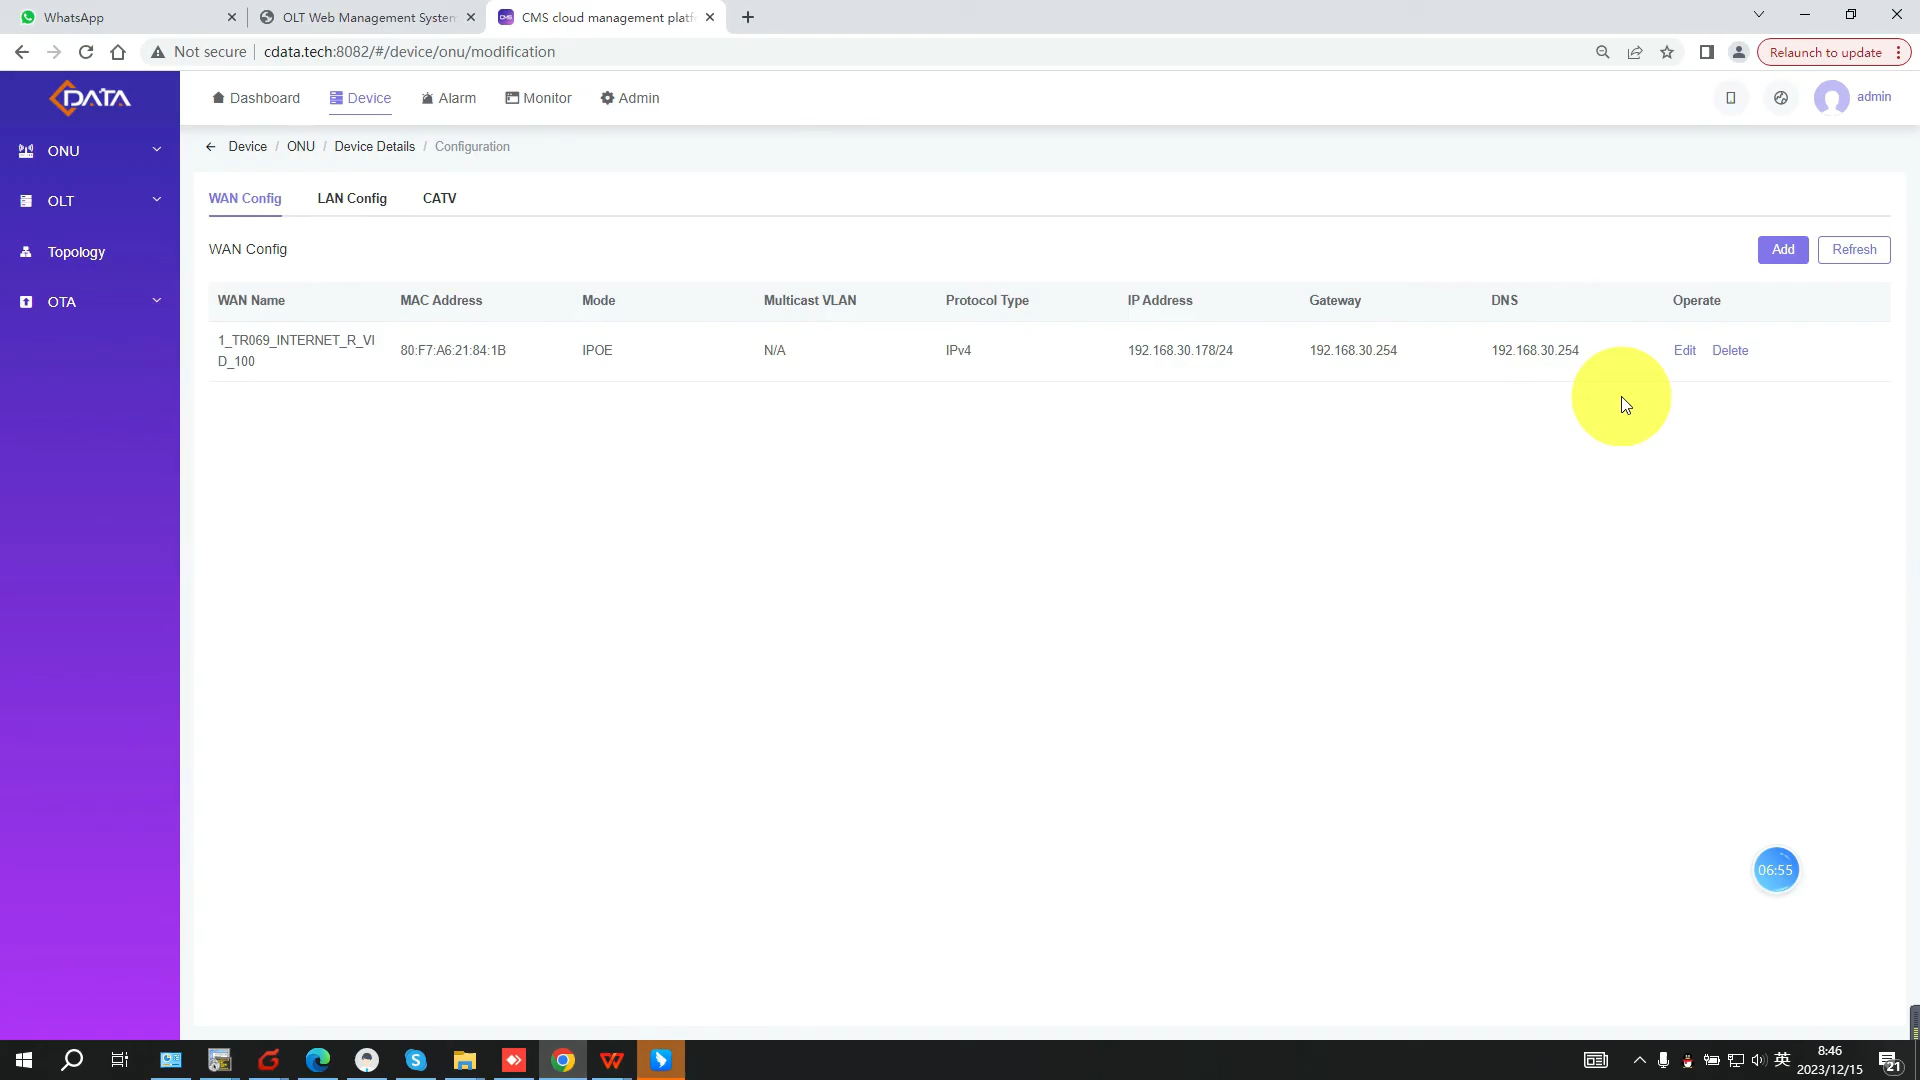 WhatsApp
OLT Web Management System
CMS cloud management platf
Not secure
cdata.tech:8082/#/device/onu/modification
Relaunch to update
DATA
Dashboard
Device
Alarm
Monitor
Admin
admin
ONU
OLT
Topology
OTA
Device / ONU / Device Details / Configuration
WAN Config
LAN Config
CATV
WAN Config
Add
Refresh
WAN Name
MAC Address
Mode
Multicast VLAN
Protocol Type
IP Address
Gateway
DNS
Operate
1_TR069_INTERNET_R_VI
D_100
80:F7:A6:21:84:1B
IPOE
N/A
IPv4
192.168.30.178/24
192.168.30.254
192.168.30.254
Edit
Delete
06:55
英
8:46
2023/12/15
21